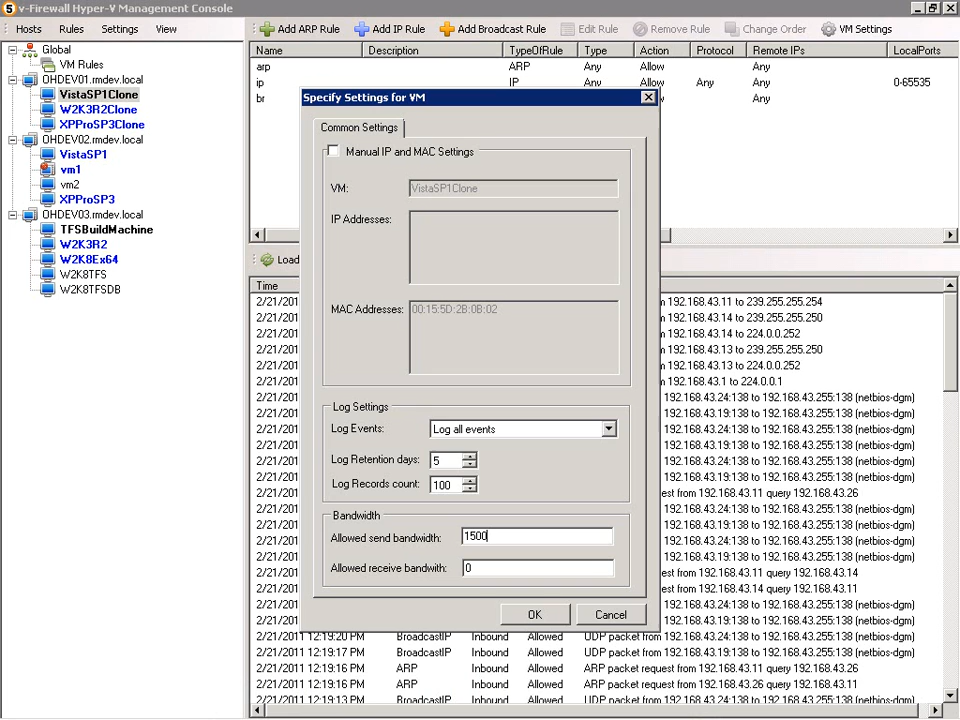 5 v-Firewall Hyper-V Management Console
Hosts Rules Settings View
Add ARP Rule Add IP Rule Add Broadcast Rule Edit Rule Remove Rule Change Order VM Settings
Global
VM Rules
OHDEV01.rmdev.local
VistaSP1Clone
W2K3R2Clone
XPProSP3Clone
OHDEV02.rmdev.local
VistaSP1
vm1
vm2
XPProSP3
OHDEV03.rmdev.local
TFSBuildMachine
W2K3R2
W2K8Ex64
W2K8TFS
W2K8TFSDB
Name Description TypeOfRule Type Action Protocol Remote IPs LocalPorts
arp ARP Any Allow Any
ip IP Any Allow Any Any 0-65535
br Any
Specify Settings for VM
Common Settings
Manual IP and MAC Settings
VM: VistaSP1Clone
IP Addresses:
MAC Addresses: 00:15:5D:2B:0B:02
Log Settings
Log Events: Log all events
Log Retention days: 5
Log Records count: 100
Bandwidth
Allowed send bandwidth: 1500
Allowed receive bandwith: 0
OK Cancel
Load
Time
2/21/201 m 192.168.43.11 to 239.255.255.254
2/21/201 m 192.168.43.14 to 239.255.255.250
2/21/201 m 192.168.43.14 to 224.0.0.252
2/21/201 m 192.168.43.13 to 239.255.255.250
2/21/201 m 192.168.43.13 to 224.0.0.252
2/21/201 m 192.168.43.1 to 224.0.0.1
2/21/201 192.168.43.24:138 to 192.168.43.255:138 (netbios-dgm)
2/21/201 192.168.43.19:138 to 192.168.43.255:138 (netbios-dgm)
2/21/201 192.168.43.24:138 to 192.168.43.255:138 (netbios-dgm)
2/21/201 192.168.43.19:138 to 192.168.43.255:138 (netbios-dgm)
2/21/201 192.168.43.24:138 to 192.168.43.255:138 (netbios-dgm)
2/21/201 192.168.43.19:138 to 192.168.43.255:138 (netbios-dgm)
2/21/201 est from 192.168.43.11 query 192.168.43.26
2/21/201 192.168.43.24:138 to 192.168.43.255:138 (netbios-dgm)
2/21/201 192.168.43.19:138 to 192.168.43.255:138 (netbios-dgm)
2/21/201 192.168.43.24:138 to 192.168.43.255:138 (netbios-dgm)
2/21/201 192.168.43.19:138 to 192.168.43.255:138 (netbios-dgm)
2/21/201 est from 192.168.43.11 query 192.168.43.14
2/21/201 est from 192.168.43.14 query 192.168.43.11
2/21/201 192.168.43.24:138 to 192.168.43.255:138 (netbios-dgm)
2/21/201 192.168.43.19:138 to 192.168.43.255:138 (netbios-dgm)
2/21/2011 12:19:20 PM BroadcastIP Inbound Allowed UDP packet from 192.168.43.24:138 to 192.168.43.255:138 (netbios-dgm)
2/21/2011 12:19:17 PM BroadcastIP Inbound Allowed UDP packet from 192.168.43.19:138 to 192.168.43.255:138 (netbios-dgm)
2/21/2011 12:19:16 PM ARP Inbound Allowed ARP packet request from 192.168.43.11 query 192.168.43.26
2/21/2011 12:19:16 PM ARP Inbound Allowed ARP packet request from 192.168.43.26 query 192.168.43.11
2/21/2011 12:19:13 PM BroadcastIP Inbound Allowed UDP packet from 192.168.43.24:138 to 192.168.43.255:138 (netbios-dgm)